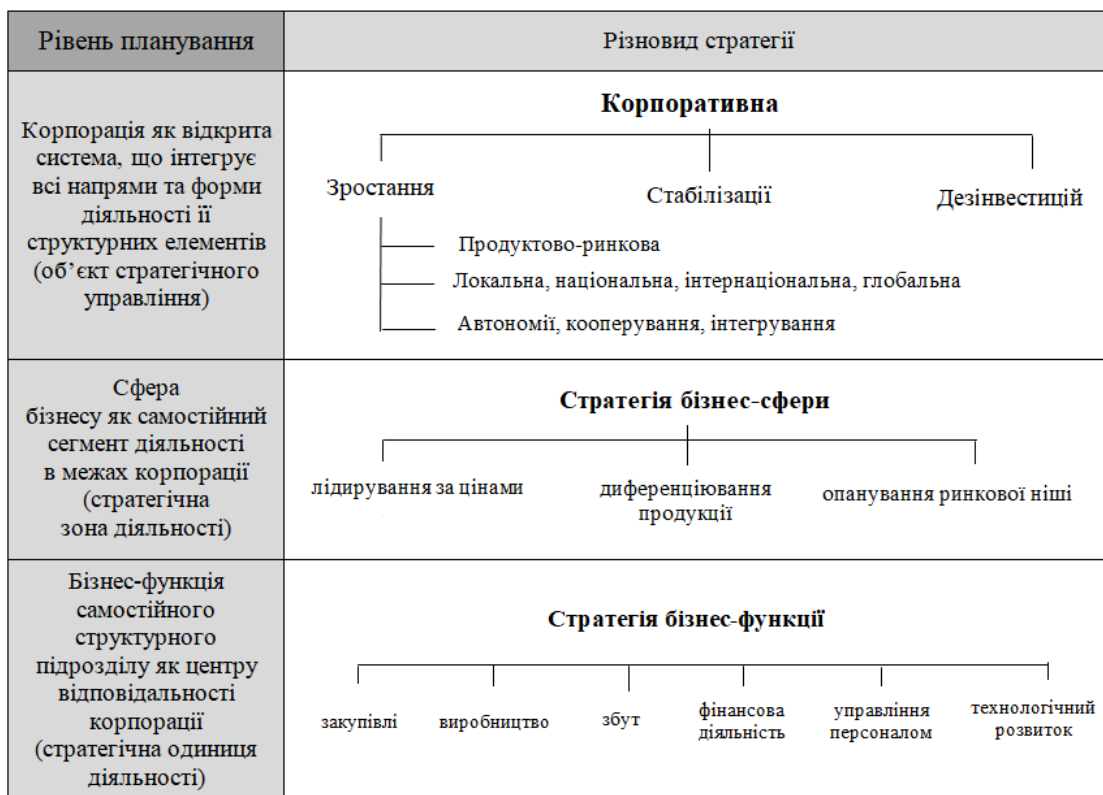 Рівень планування
Різновид стратегії
Корпорація як відкрита
система, що інтегрує
всі напрями та форми
діяльності її
структурних елементів
(об’єкт стратегічного
управління)
Корпоративна
Зростання
Стабілізації
Дезінвестицій
Продуктово-ринкова
Локальна, національна, інтернаціональна, глобальна
Автономії, кооперування, інтегрування
Сфера
бізнесу як самостійний
сегмент діяльності
в межах корпорації
(стратегічна
зона діяльності)
Стратегія бізнес-сфери
лідирування за цінами
диференціювання
продукції
опанування ринкової ніші
Бізнес-функція
самостійного
структурного
підрозділу як центру
відповідальності
корпорації
(стратегічна одиниця
діяльності)
Стратегія бізнес-функції
закупівлі
виробництво
збут
фінансова
діяльність
управління
персоналом
технологічний
розвиток